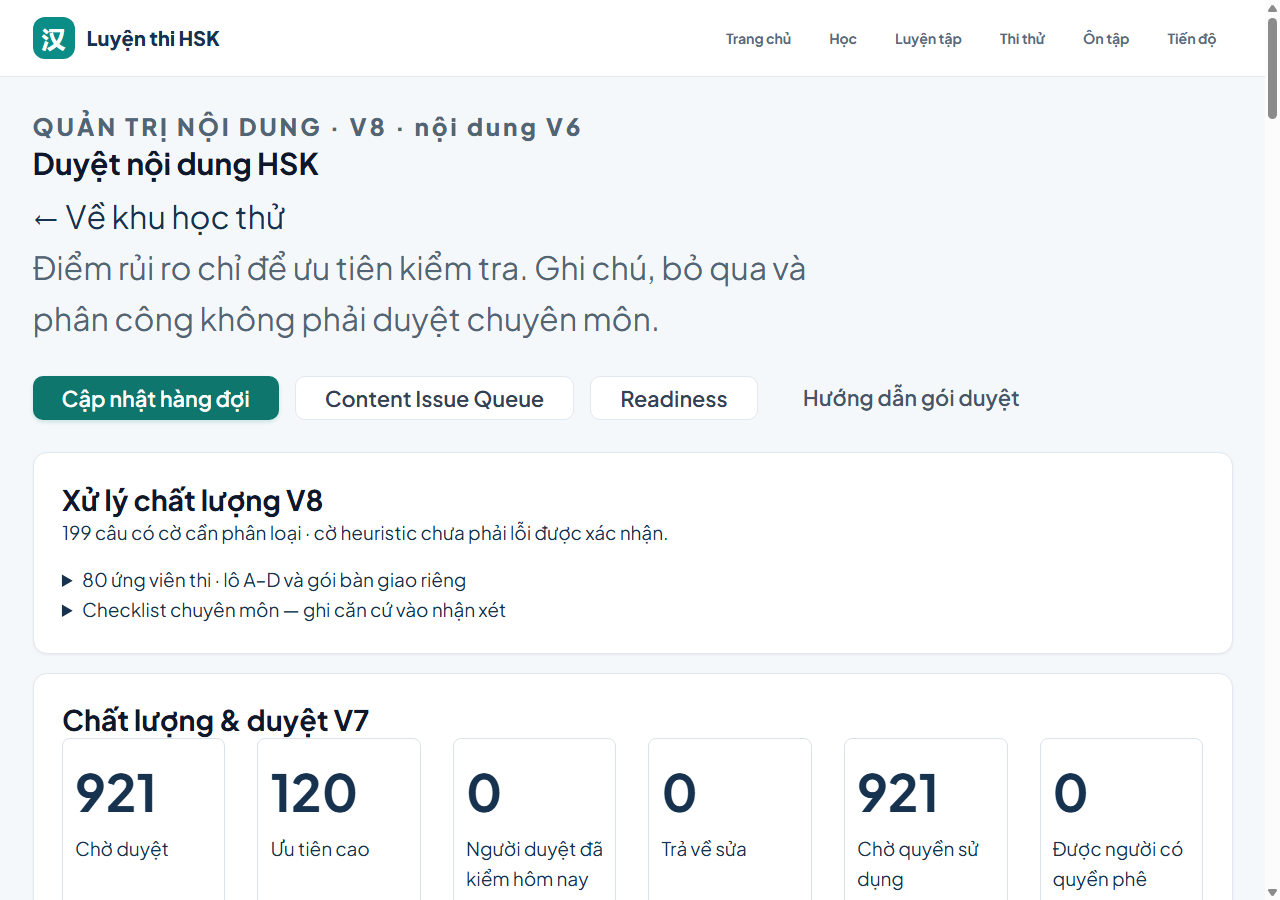 汉 Luyện thi HSK
Trang chủ Học Luyện tập Thi thử Ôn tập Tiến độ
QUẢN TRỊ NỘI DUNG · V8 · nội dung V6
Duyệt nội dung HSK
← Về khu học thử
Điểm rủi ro chỉ để ưu tiên kiểm tra. Ghi chú, bỏ qua và
phân công không phải duyệt chuyên môn.
Cập nhật hàng đợi Content Issue Queue Readiness Hướng dẫn gói duyệt
Xử lý chất lượng V8
199 câu có cờ cần phân loại · cờ heuristic chưa phải lỗi được xác nhận.
▶ 80 ứng viên thi · lô A–D và gói bàn giao riêng
▶ Checklist chuyên môn — ghi căn cứ vào nhận xét
Chất lượng & duyệt V7
921 120 0 0 921 0
Chờ duyệt Ưu tiên cao Người duyệt đã Trả về sửa Chờ quyền sử Được người có
kiểm hôm nay dụng quyền phê